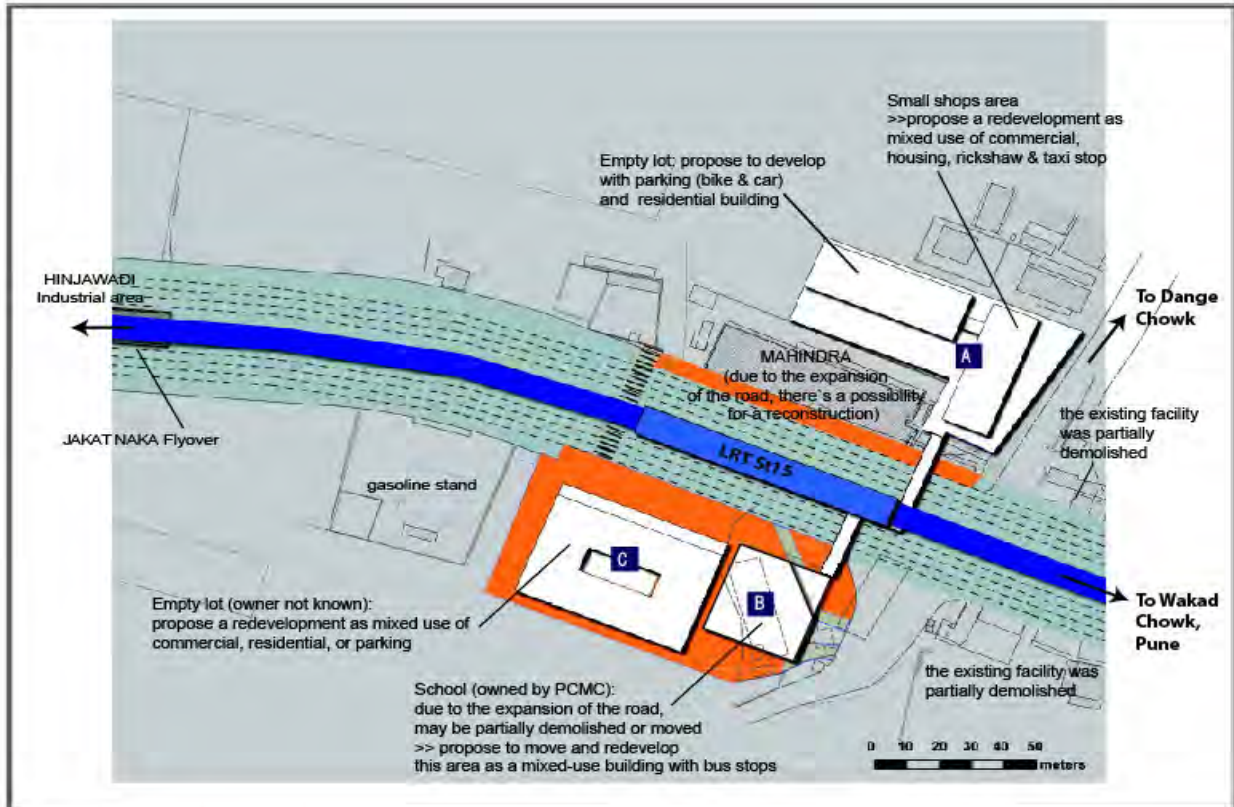 Small shops area
>>propose a redevelopment as
mixed use of commercial,
housing, rickshaw & taxi stop
Empty lot; propose to develop
with parking (bike & car)
and residential building
HINJAWADI
Industrial area
To Dange
Chowk
A
MAHINDRA
(due to the expansion
of the road, there`s a possibility
for a reconstruction)
the existing facility
was partially
demolished
JAKAT NAKA Flyover
LRT St15
gasoline stand
C
B
Empty lot (owner not known):
propose a redevelopment as mixed use of
commercial, residential, or parking
To Wakad
Chowk,
Pune
the existing facility was
partially demolished
School (owned by PCMC):
due to the expansion of the road,
may be partially demolished or moved
>> propose to move and redevelop
this area as a mixed-use building with bus stops
0 10 20 30 40 50
meters